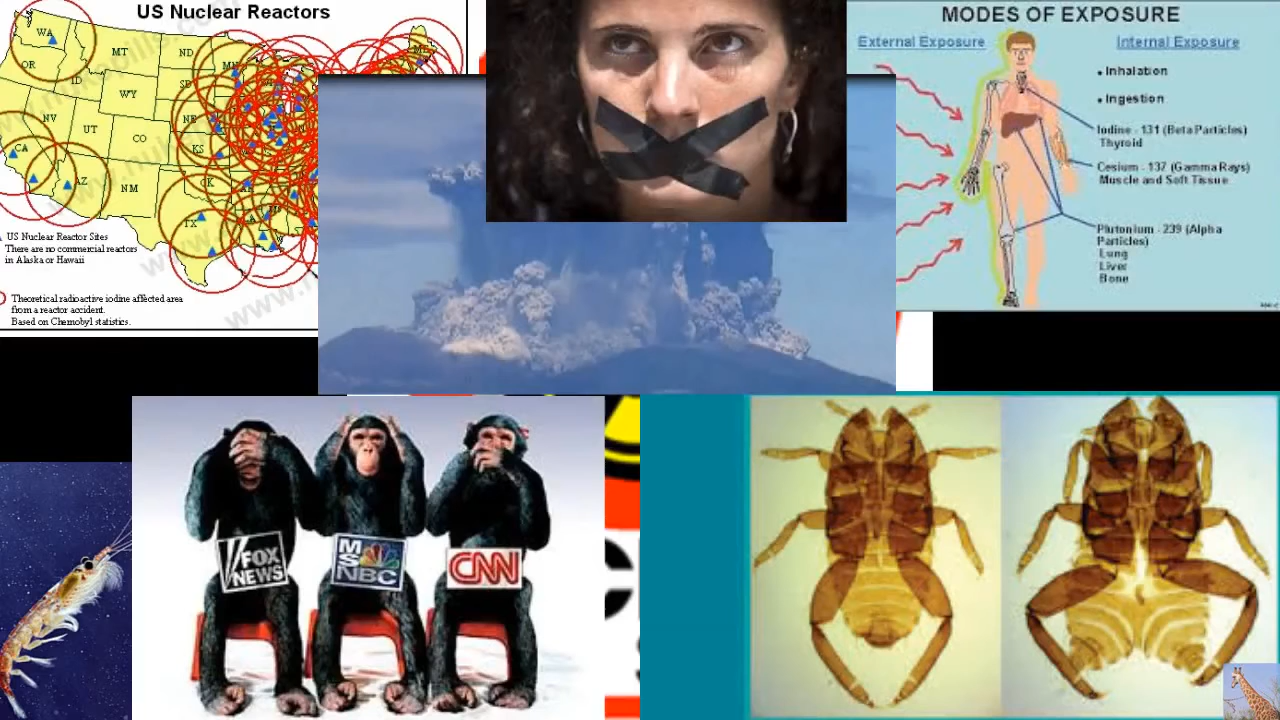 US Nuclear Reactors
WA
MT
ND
OR
ID
SD
WY
NE
NV
UT
CO
KS
CA
AZ
NM
OK
TX
US Nuclear Reactor Sites
There are no commercial reactors
in Alaska or Hawaii
Theoretical radioactive iodine affected area
from a reactor accident.
Based on Chernobyl statistics.
MODES OF EXPOSURE
External Exposure
Internal Exposure
• Inhalation
• Ingestion
Iodine - 131 (Beta Particles)
Thyroid
Cesium - 137 (Gamma Rays)
Muscle and Soft Tissue
Plutonium - 239 (Alpha
Particles)
Lung
Liver
Bone
FOX
NEWS
MS
NBC
CNN